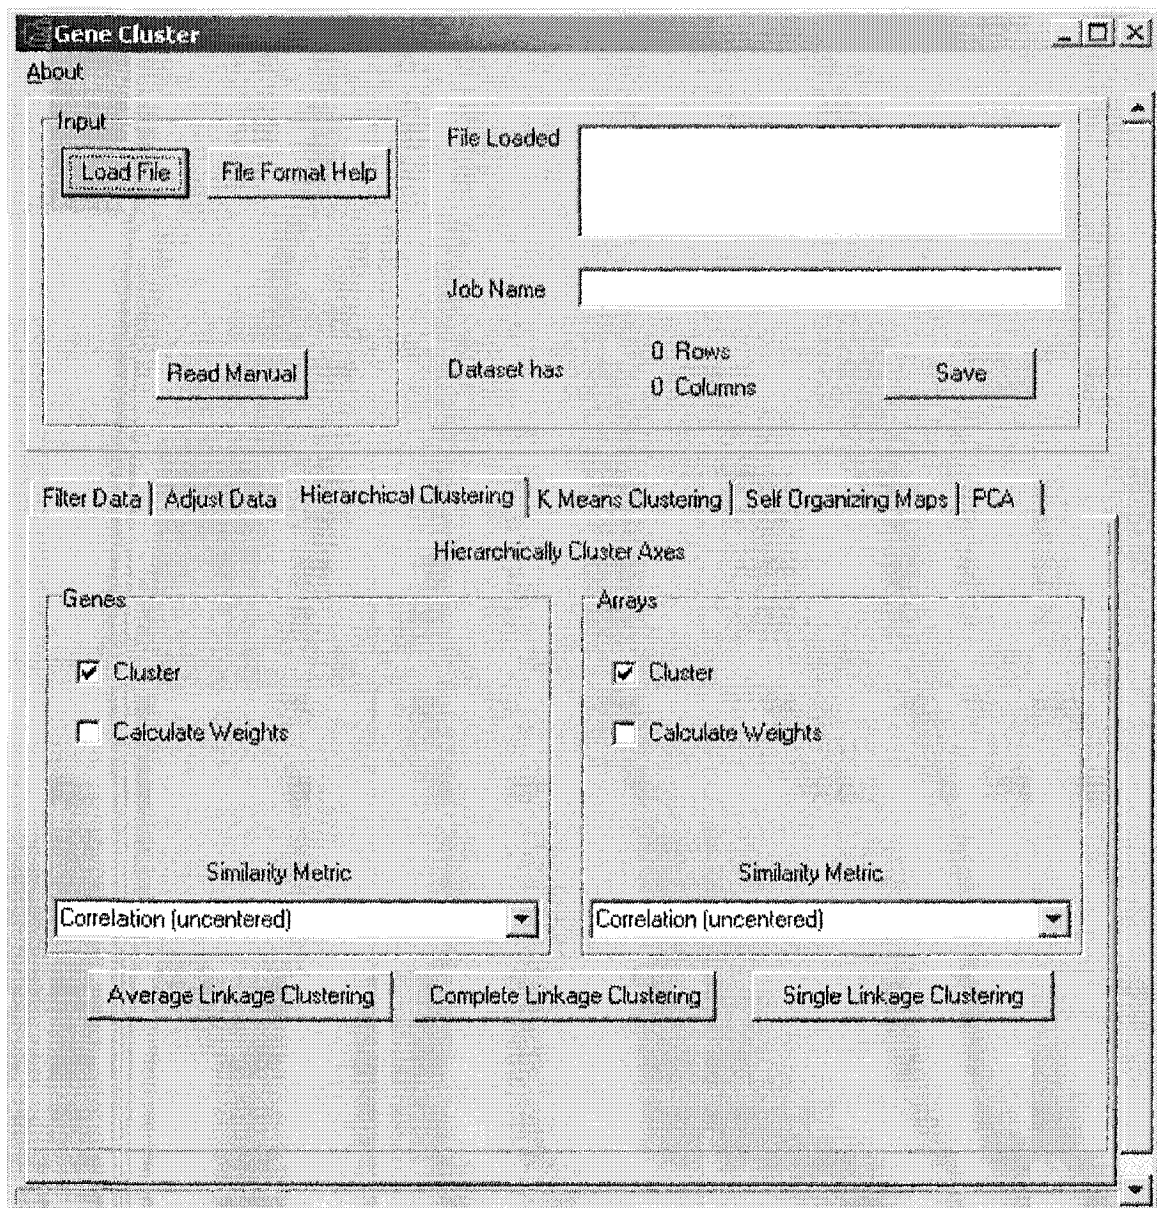 Gene Cluster
About
Input
Load File
File Format Help
Read Manual
File Loaded
Job Name
Dataset has
0 Rows
0 Columns
Save
Filter Data
Adjust Data
Hierarchical Clustering
K Means Clustering
Self Organizing Maps
PCA
Hierarchically Cluster Axes
Genes
Cluster
Calculate Weights
Similarity Metric
Correlation (uncentered)
Arrays
Cluster
Calculate Weights
Similarity Metric
Correlation (uncentered)
Average Linkage Clustering
Complete Linkage Clustering
Single Linkage Clustering